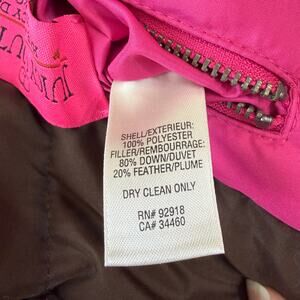 SHELL/EXTERIEUR:
100% POLYESTER
FILLER/REMBOURRAGE:
80% DOWN/DUVET
20% FEATHER/PLUME
DRY CLEAN ONLY
RN# 92918
CA# 34460